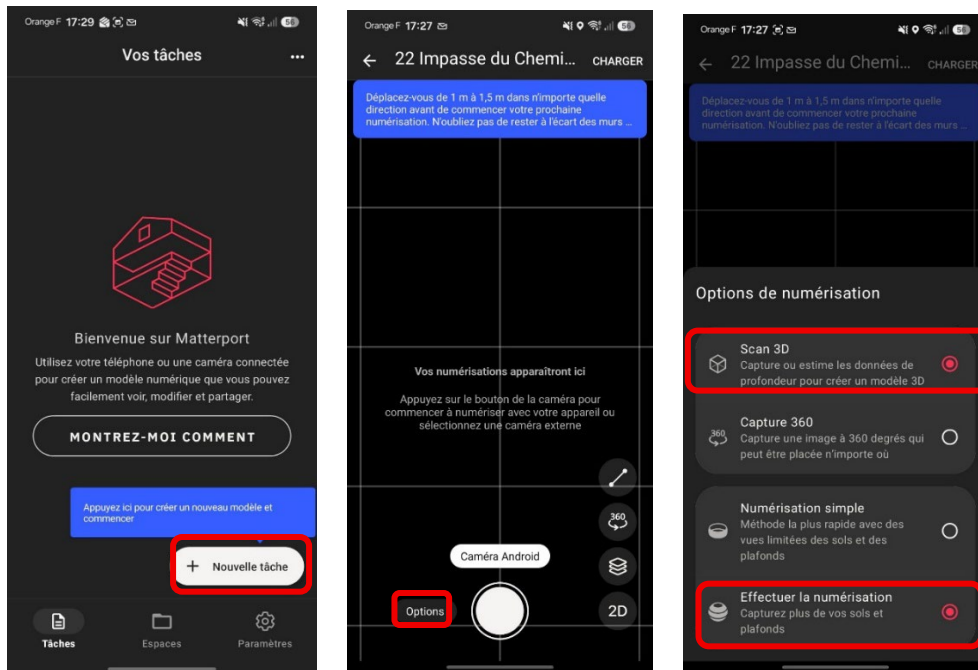 Orange F 17:29
56
Vos tâches
Bienvenue sur Matterport
Utilisez votre téléphone ou une caméra connectée
pour créer un modèle numérique que vous pouvez
facilement voir, modifier et partager.
MONTREZ-MOI COMMENT
Appuyez ici pour créer un nouveau modèle et
commencer
+ Nouvelle tâche
Tâches
Espaces
Paramètres
Orange F 17:27
56
22 Impasse du Chemi... CHARGER
Déplacez-vous de 1 m à 1,5 m dans n'importe quelle
direction avant de commencer votre prochaine
numérisation. N'oubliez pas de rester à l'écart des murs ...
Vos numérisations apparaîtront ici
Appuyez sur le bouton de la caméra pour
commencer à numériser avec votre appareil ou
sélectionnez une caméra externe
360
Caméra Android
Options
2D
Orange F 17:27
56
22 Impasse du Chemi... CHARGER
Déplacez-vous de 1 m à 1,5 m dans n'importe quelle
direction avant de commencer votre prochaine
numérisation. N'oubliez pas de rester à l'écart des murs ...
Options de numérisation
Scan 3D
Capture ou estime les données de
profondeur pour créer un modèle 3D
360
Capture 360
Capture une image à 360 degrés qui
peut être placée n'importe où
Numérisation simple
Méthode la plus rapide avec des
vues limitées des sols et des
plafonds
Effectuer la numérisation
Capturez plus de vos sols et
plafonds